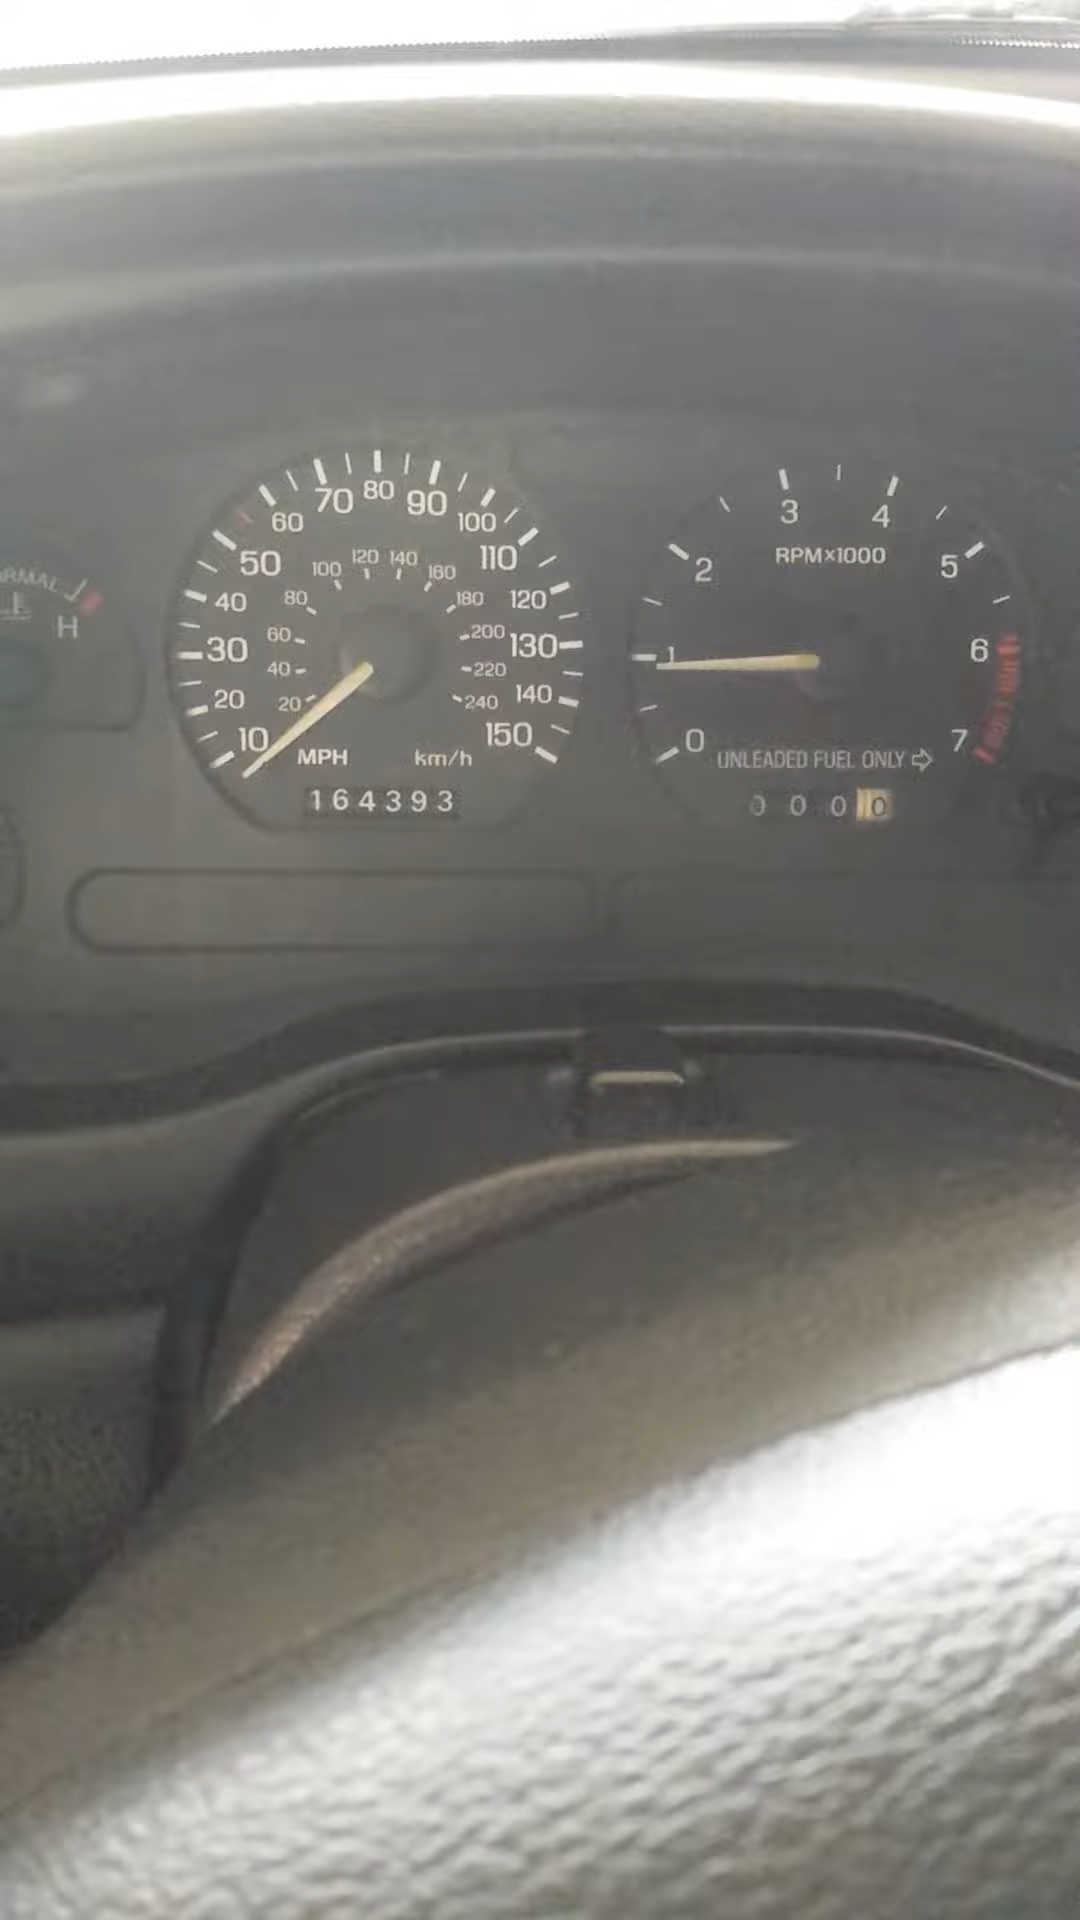 NORMAL
H
10 20 30 40 50 60 70 80 90 100 110 120 130 140 150
20 40 60 80 100 120 140 160 180 200 220 240
MPH km/h
164393
0 1 2 3 4 5 6 7
RPM×1000
UNLEADED FUEL ONLY ⇨
0 0 0 0